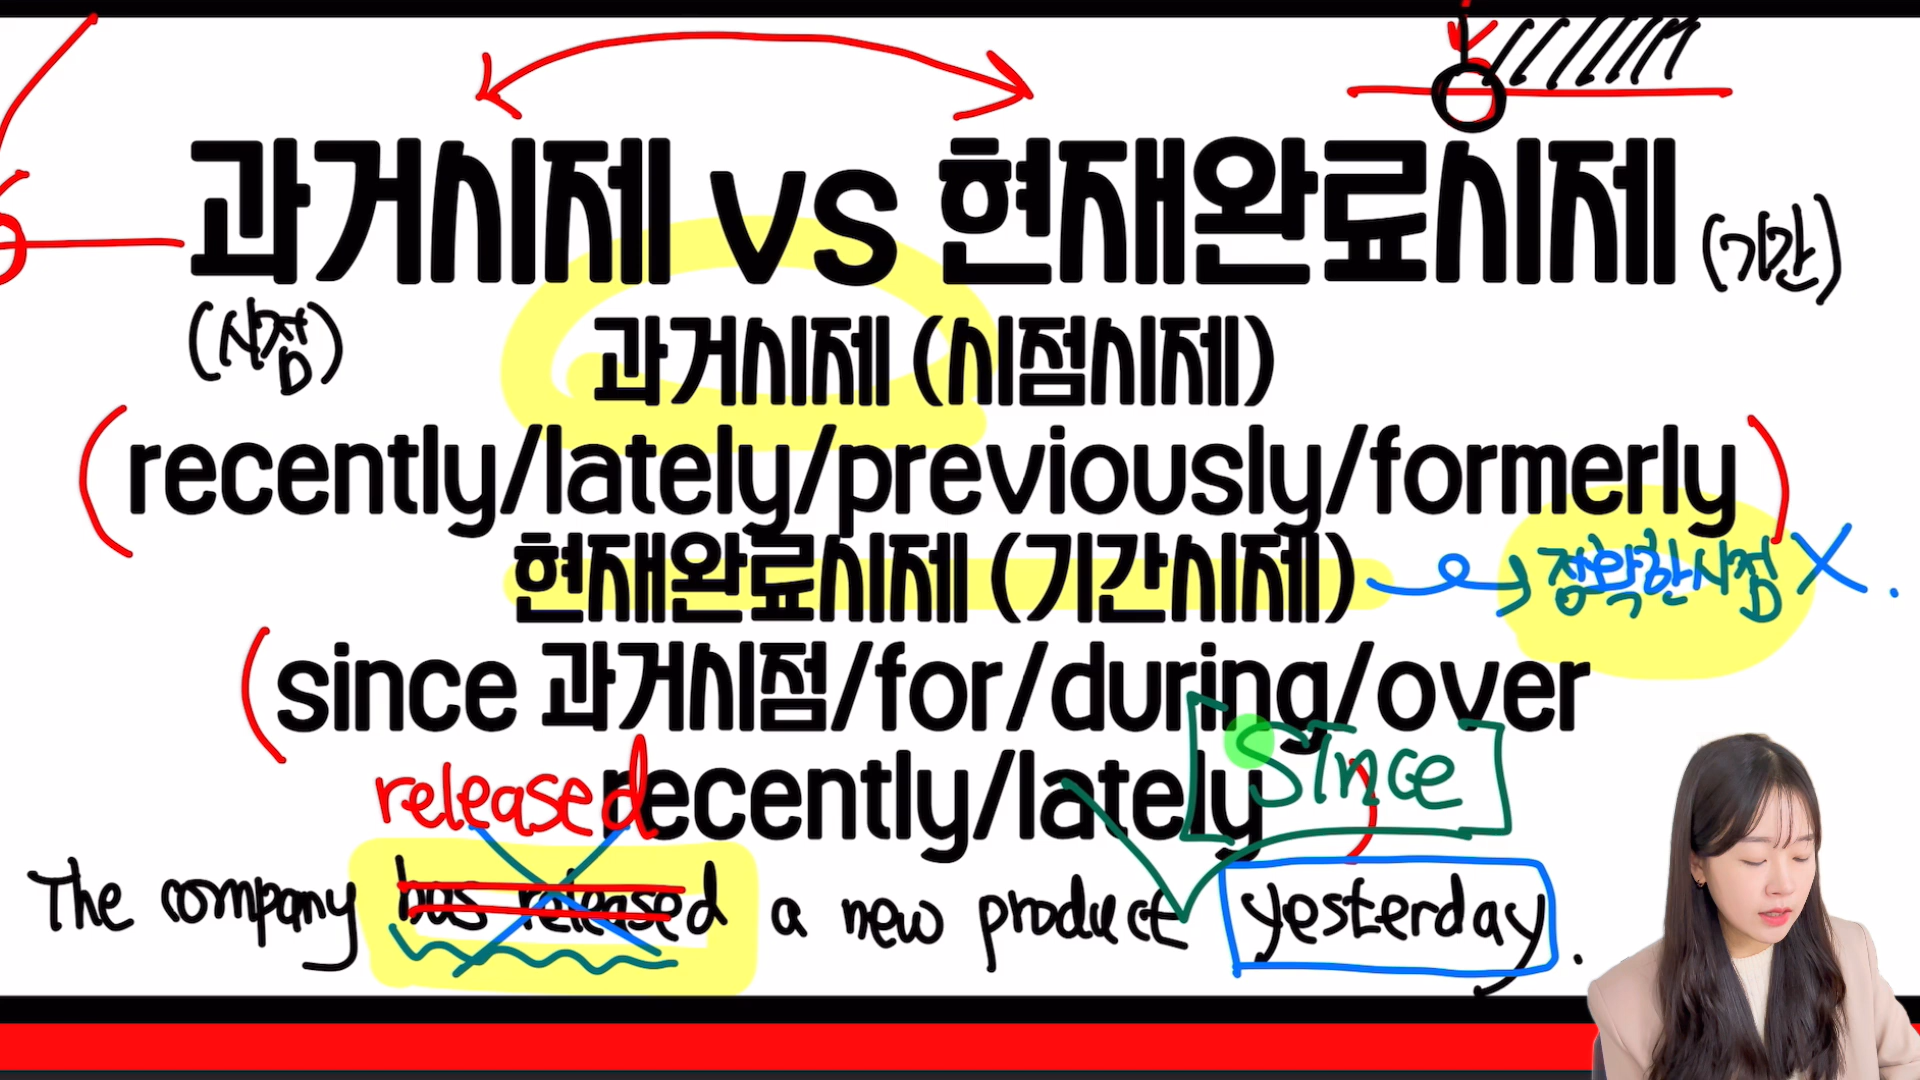 과거시제 vs 현재완료시제 (기간)
(시점)
과거시제 (시점시제)
(recently/lately/previously/formerly)
현재완료시제 (기간시제) → 정확한 시점 X.
(since 과거시점/for/during/over
recently/lately)
since
released
The company has released a new product yesterday.